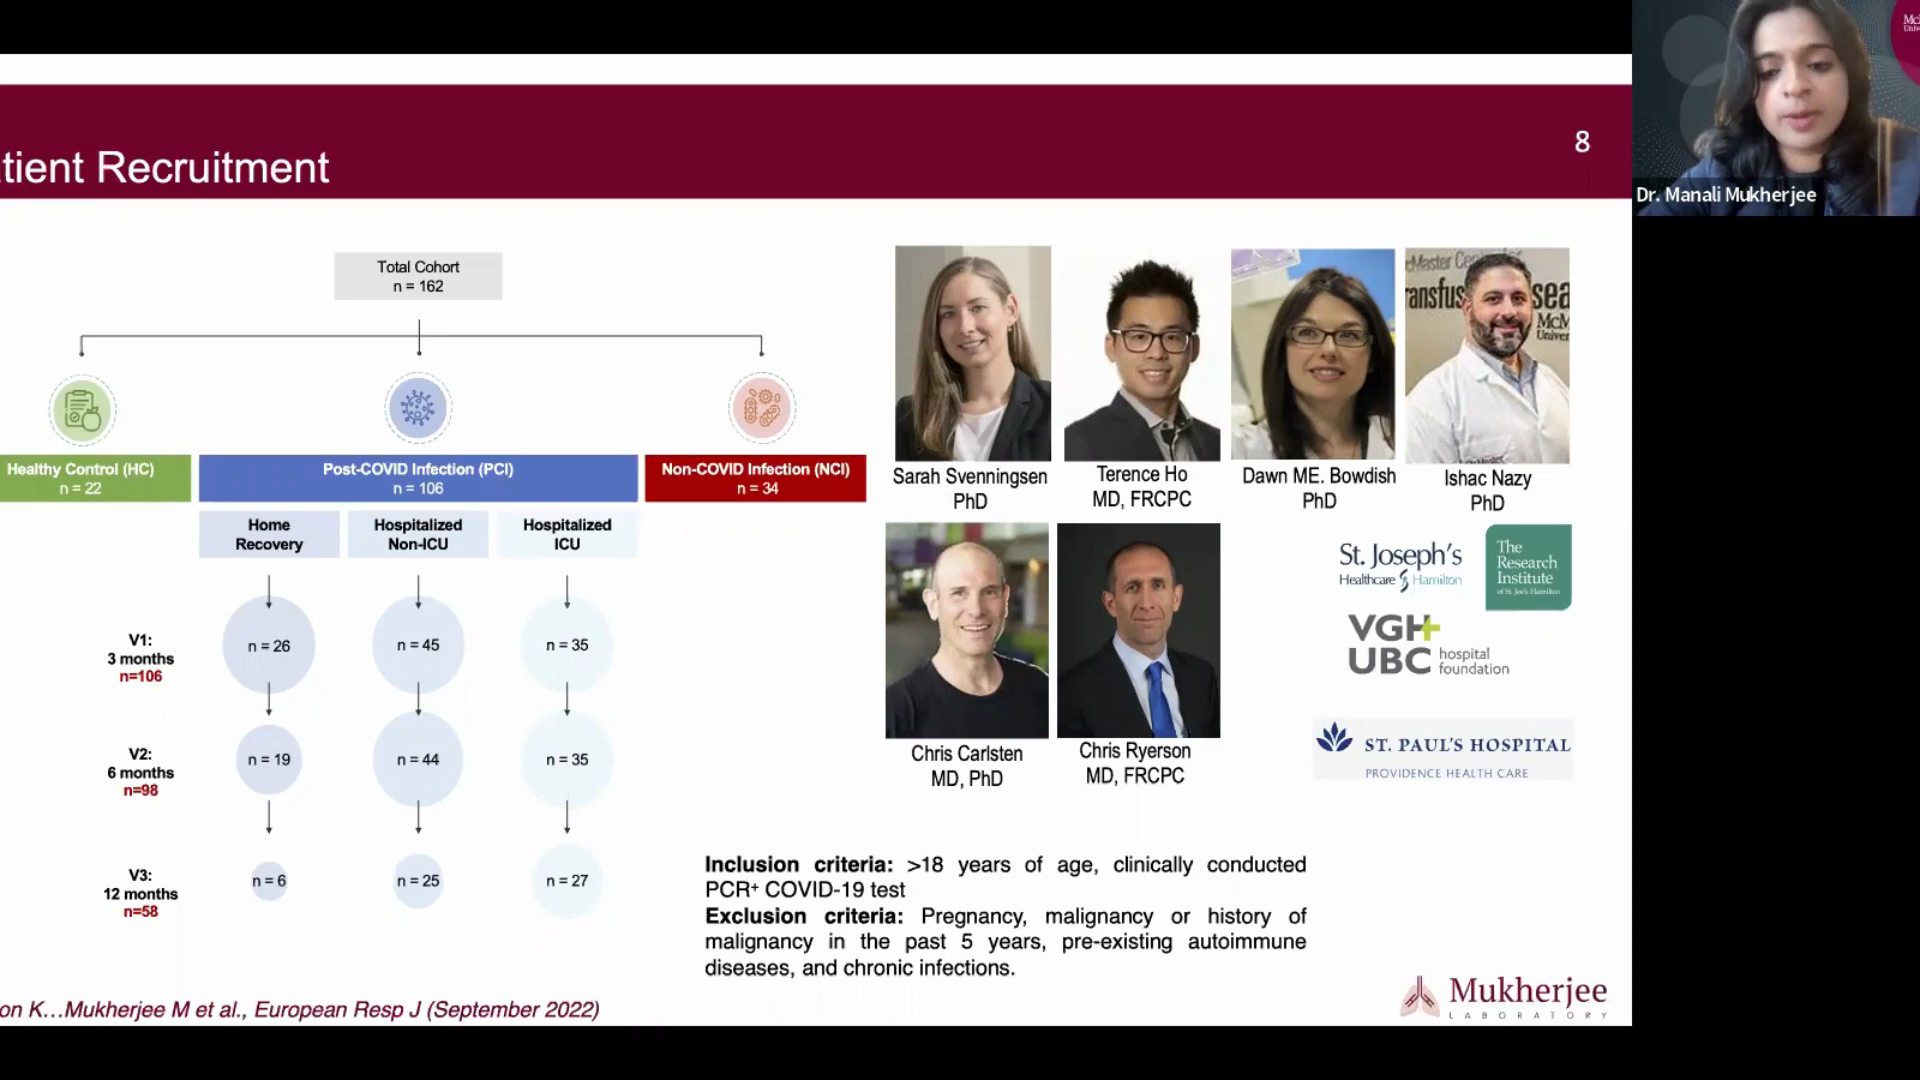 tient Recruitment
8
Dr. Manali Mukherjee
Total Cohort
n = 162
Healthy Control (HC)
n = 22
Post-COVID Infection (PCI)
n = 106
Non-COVID Infection (NCI)
n = 34
Home
Recovery
Hospitalized
Non-ICU
Hospitalized
ICU
V1:
3 months
n=106
n = 26
n = 45
n = 35
V2:
6 months
n=98
n = 19
n = 44
n = 35
V3:
12 months
n=58
n = 6
n = 25
n = 27
Sarah Svenningsen
PhD
Terence Ho
MD, FRCPC
Dawn ME. Bowdish
PhD
Ishac Nazy
PhD
Chris Carlsten
MD, PhD
Chris Ryerson
MD, FRCPC
St. Joseph's
Healthcare Hamilton
The
Research
Institute
of St. Joe's Hamilton
VGH+
UBC hospital
foundation
ST. PAUL'S HOSPITAL
PROVIDENCE HEALTH CARE
Inclusion criteria: >18 years of age, clinically conducted
PCR⁺ COVID-19 test
Exclusion criteria: Pregnancy, malignancy or history of
malignancy in the past 5 years, pre-existing autoimmune
diseases, and chronic infections.
on K…Mukherjee M et al., European Resp J (September 2022)
Mukherjee
LABORATORY